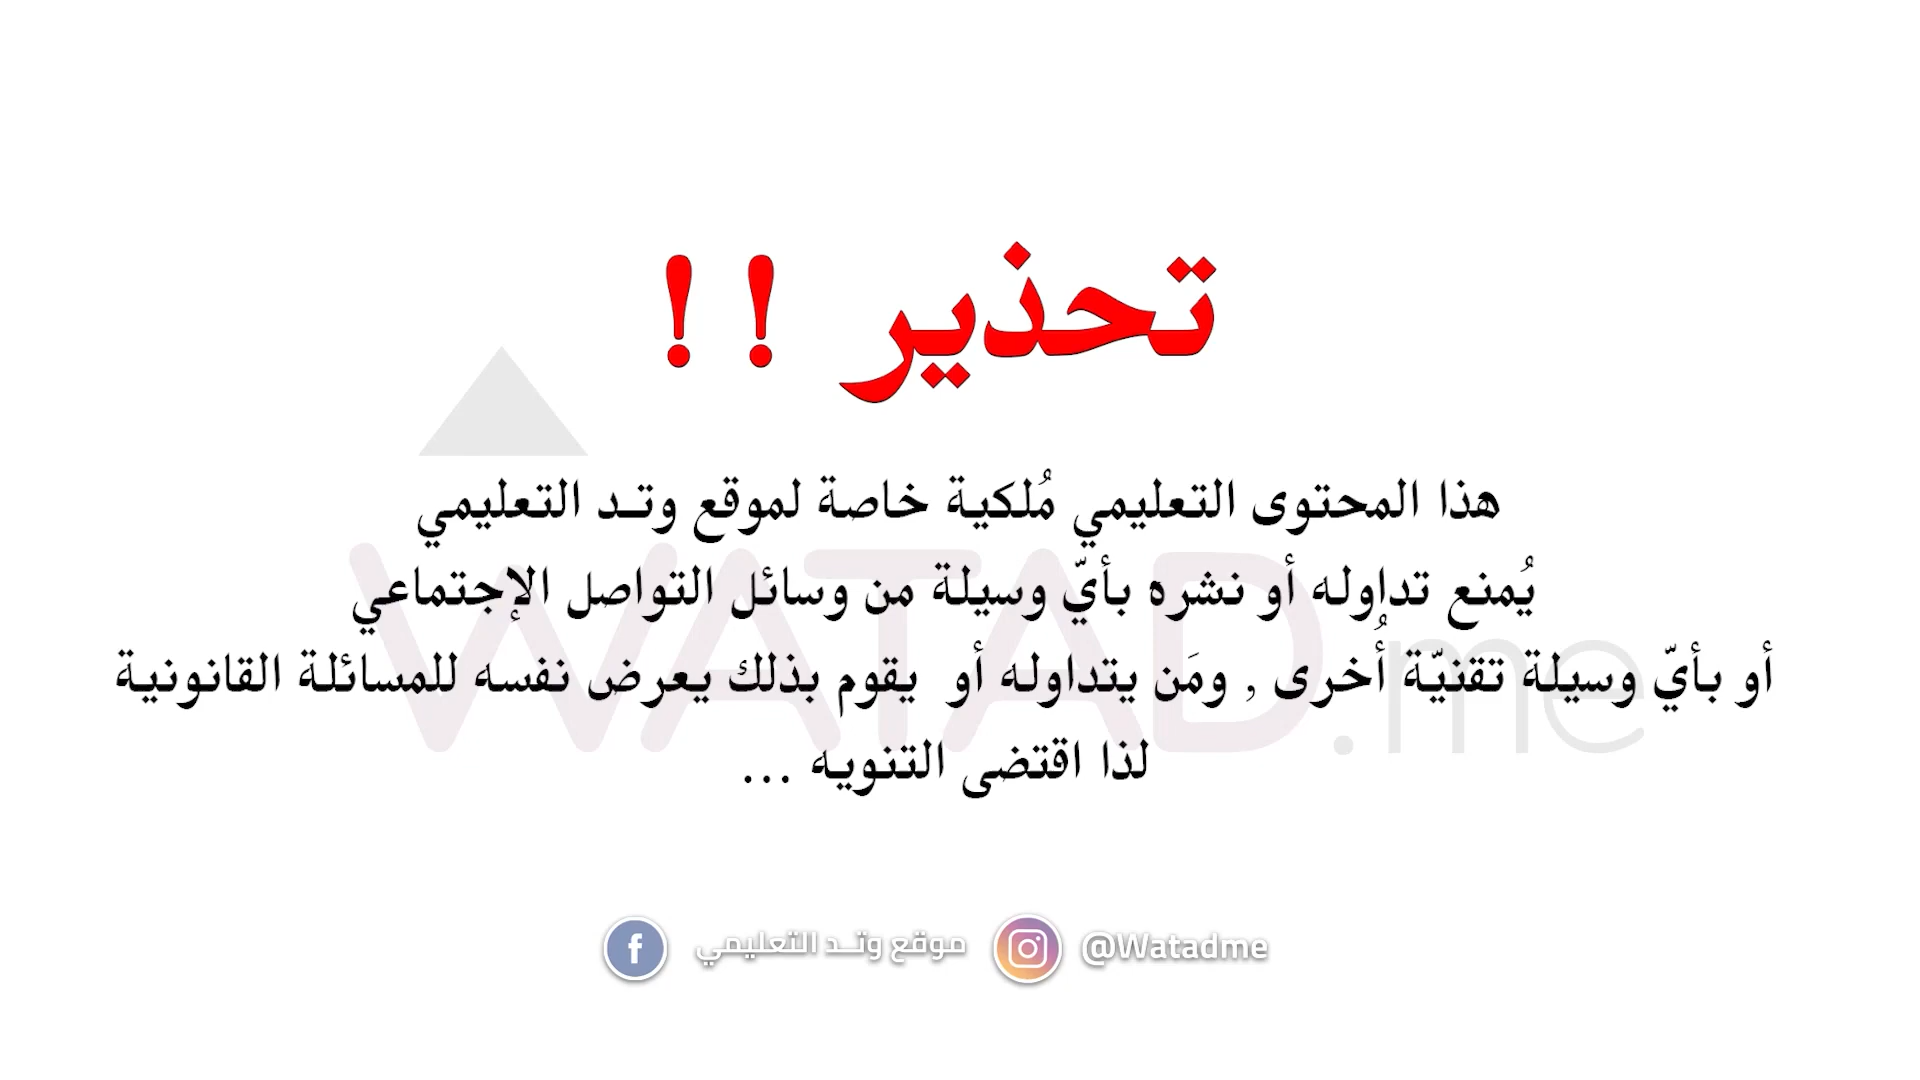 تحذير ! !
هذا المحتوى التعليمي مُلكية خاصة لموقع وتـد التعليمي
يُمنع تداوله أو نشره بأيّ وسيلة من وسائل التواصل الإجتماعي
أو بأيّ وسيلة تقنيّة أُخرى , ومَن يتداوله أو يقوم بذلك يعرض نفسه للمسائلة القانونية
لذا اقتضى التنويه ...
WATAD.me
موقع وتـد التعليمي @Watadme